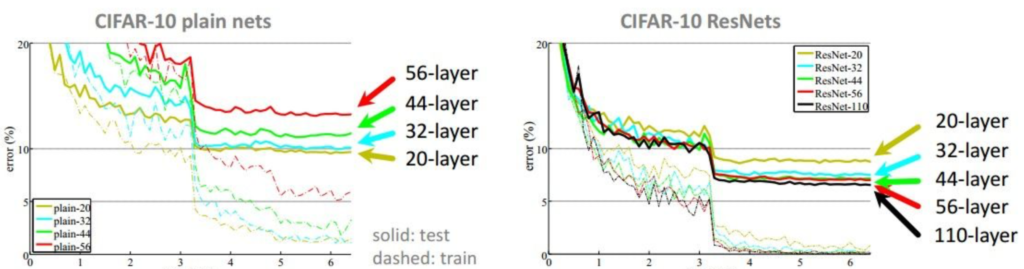 CIFAR-10 plain nets
20
10
5
0
error (%)
0 1 2 3 4 5 6
plain-20
plain-32
plain-44
plain-56
56-layer
44-layer
32-layer
20-layer
solid: test
dashed: train
CIFAR-10 ResNets
20
10
5
0
error (%)
0 1 2 3 4 5 6
ResNet-20
ResNet-32
ResNet-44
ResNet-56
ResNet-110
20-layer
32-layer
44-layer
56-layer
110-layer